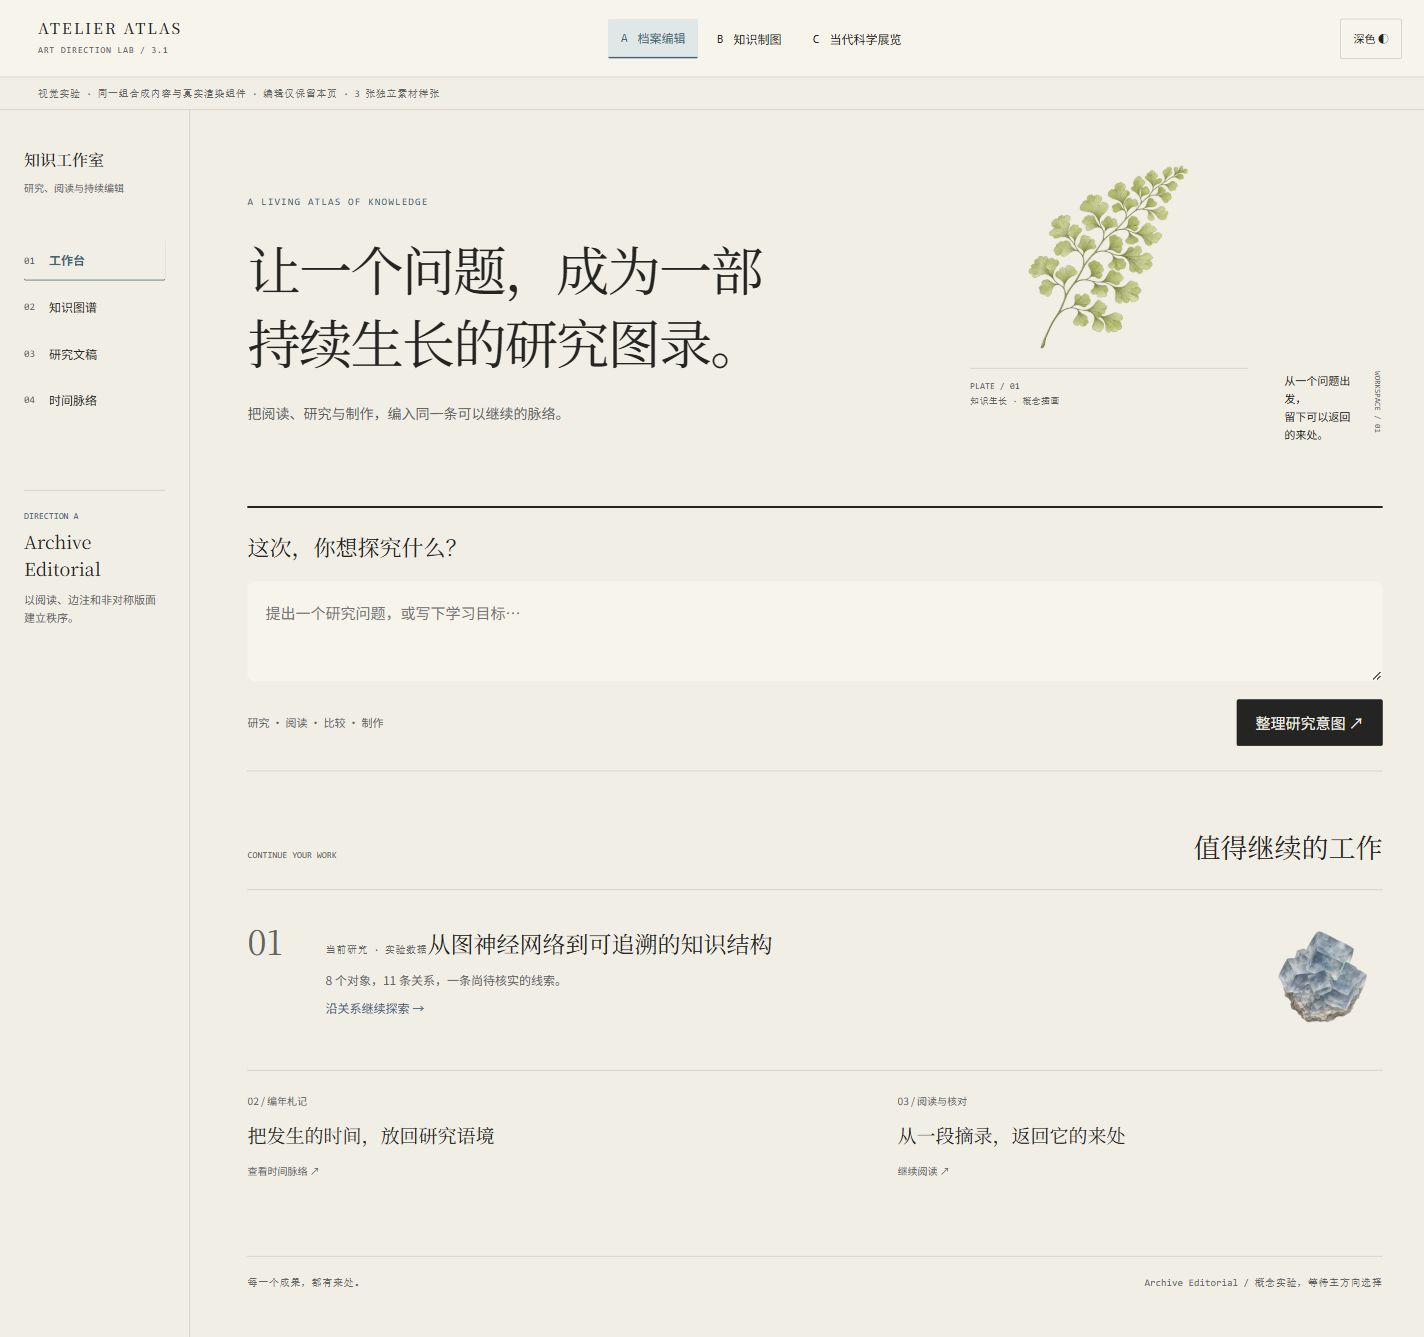 ATELIER ATLAS
ART DIRECTION LAB / 3.1
A 档案编辑
B 知识制图
C 当代科学展览
深色
视觉实验 · 同一组合成内容与真实渲染组件 · 编辑仅保留本页 · 3 张独立素材样张
知识工作室
研究、阅读与持续编辑
01 工作台
02 知识图谱
03 研究文稿
04 时间脉络
DIRECTION A
Archive
Editorial
以阅读、边注和非对称版面
建立秩序。
A LIVING ATLAS OF KNOWLEDGE
让一个问题，成为一部
持续生长的研究图录。
把阅读、研究与制作，编入同一条可以继续的脉络。
PLATE / 01
知识生长 · 概念插画
从一个问题出
发，
留下可以返回
的来处。
WORKSPACE / 01
这次，你想探究什么？
提出一个研究问题，或写下学习目标…
研究 · 阅读 · 比较 · 制作
整理研究意图 ↗
CONTINUE YOUR WORK
值得继续的工作
01
当前研究 · 实验数据从图神经网络到可追溯的知识结构
8 个对象，11 条关系，一条尚待核实的线索。
沿关系继续探索 →
02 / 编年札记
把发生的时间，放回研究语境
查看时间脉络 ↗
03 / 阅读与核对
从一段摘录，返回它的来处
继续阅读 ↗
每一个成果，都有来处。
Archive Editorial / 概念实验，等待主方向选择